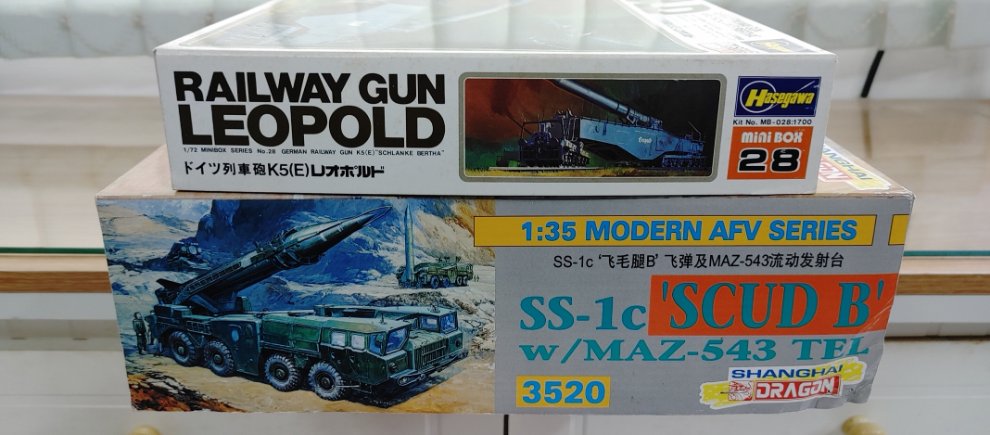 RAILWAY GUN
LEOPOLD
1/72 MINIBOX SERIES No.28 GERMAN RAILWAY GUN K5(E) "SCHLANKE BERTHA"
ドイツ列車砲K5(E)レオポルド
Hasegawa
Kit No. MB-028:1700
MINI BOX
28
Hasegawa
SHANGHAI
DRAGON
1:35 MODERN AFV SERIES
SS-1c '飞毛腿B' 飞弹及MAZ-543流动发射台
SS-1c 'SCUD B'
w/MAZ-543 TEL
3520
SHANGHAI
DRAGON